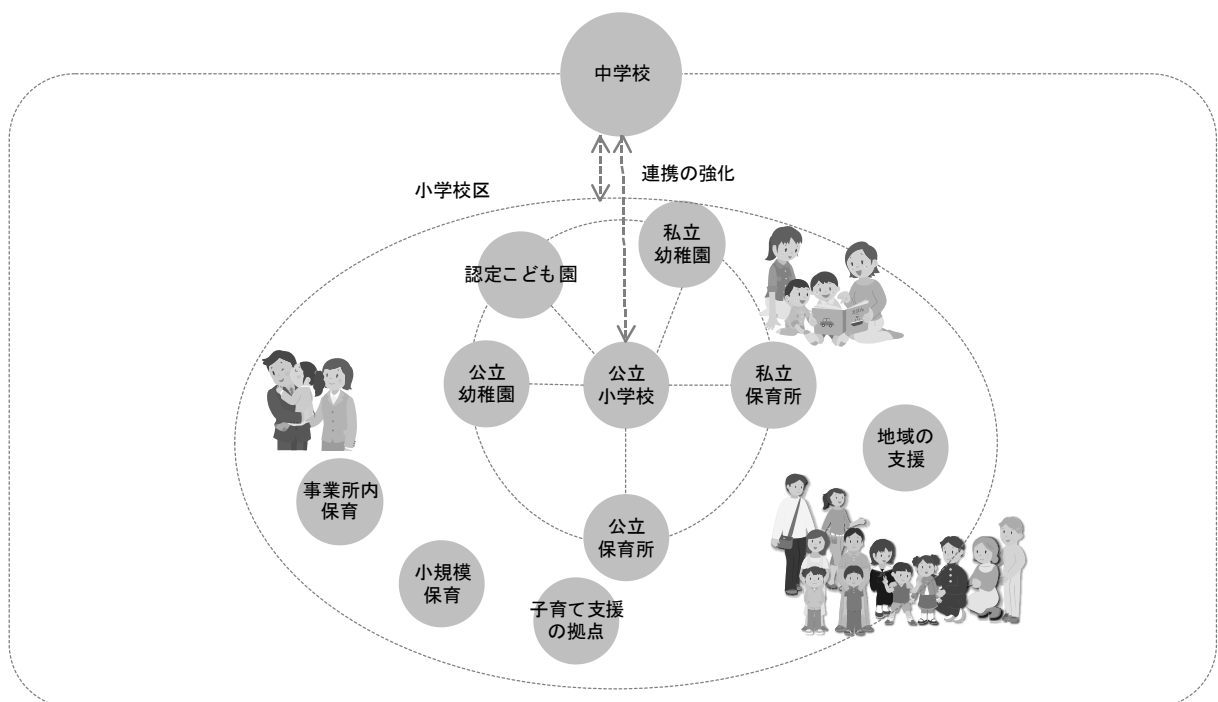 中学校
連携の強化
小学校区
私立
幼稚園
認定こども園
公立
幼稚園
公立
小学校
私立
保育所
地域の
支援
事業所内
保育
公立
保育所
小規模
保育
子育て支援
の拠点